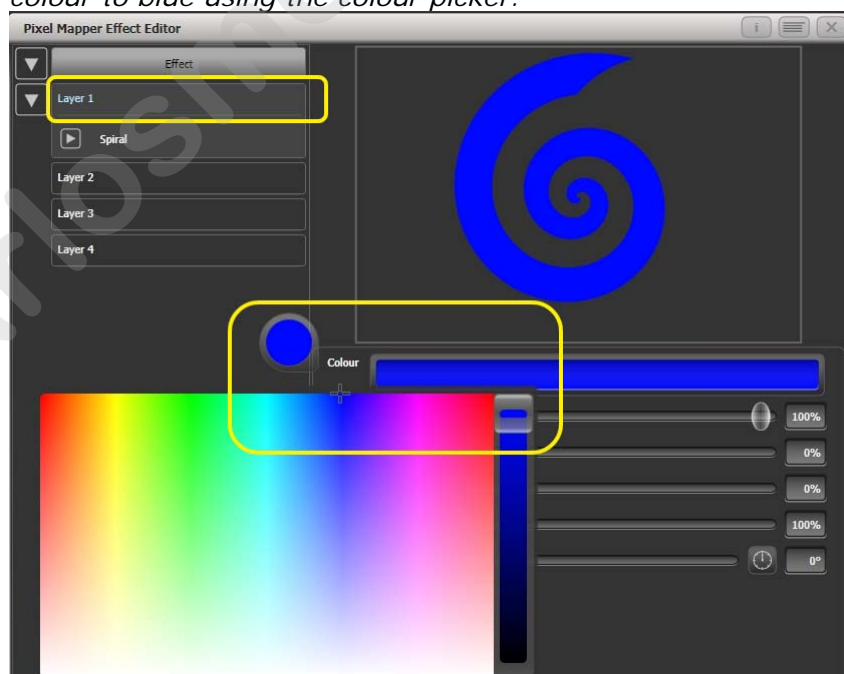 colour to blue using the colour picker.
Pixel Mapper Effect Editor
i
Effect
Layer 1
Spiral
Layer 2
Layer 3
Layer 4
Colour
100%
0%
0%
100%
0°